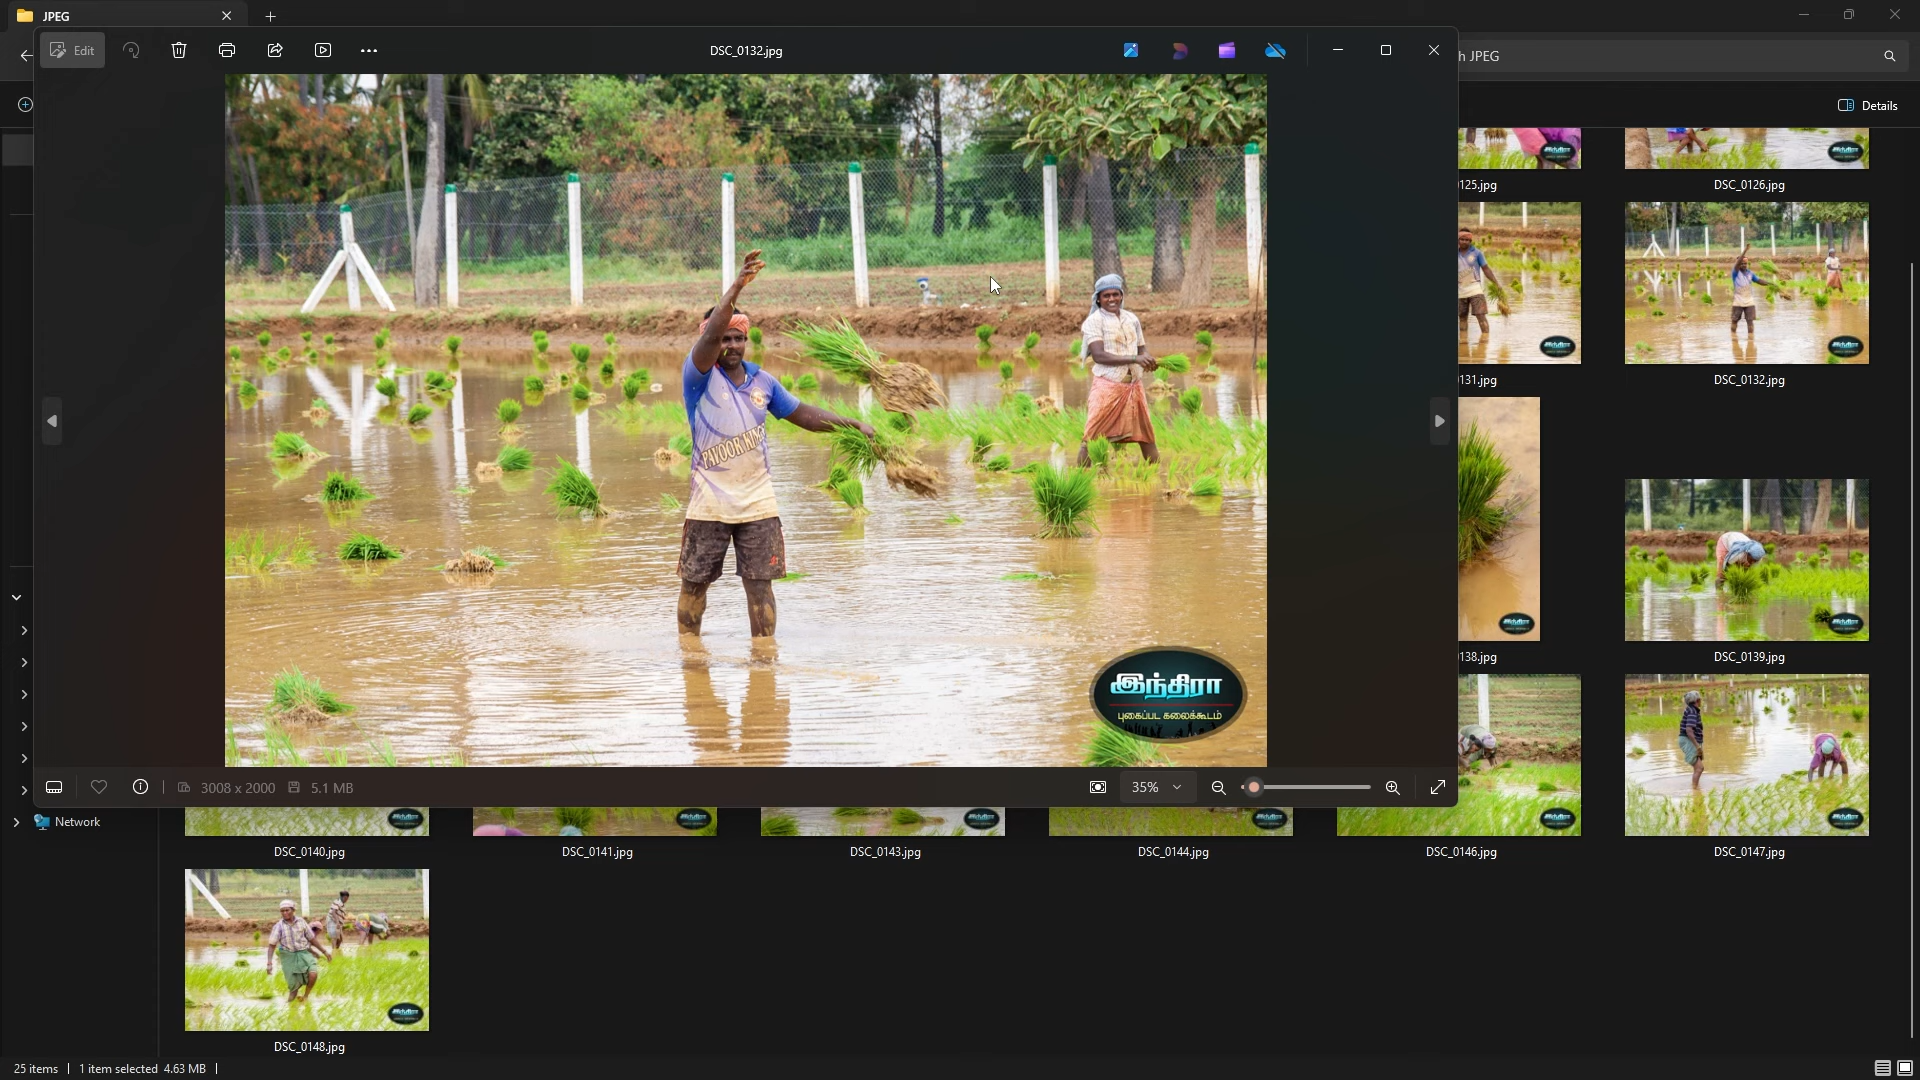 JPEG
Edit
DSC_0132.jpg
h JPEG
Details
125.jpg
DSC_0126.jpg
131.jpg
DSC_0132.jpg
PAVOOR KINGS
இந்திரா
புகைப்பட கலைக்கூடம்
138.jpg
DSC_0139.jpg
3008 x 2000
5.1 MB
35%
Network
DSC_0140.jpg
DSC_0141.jpg
DSC_0143.jpg
DSC_0144.jpg
DSC_0146.jpg
DSC_0147.jpg
DSC_0148.jpg
25 items
1 item selected 4.63 MB